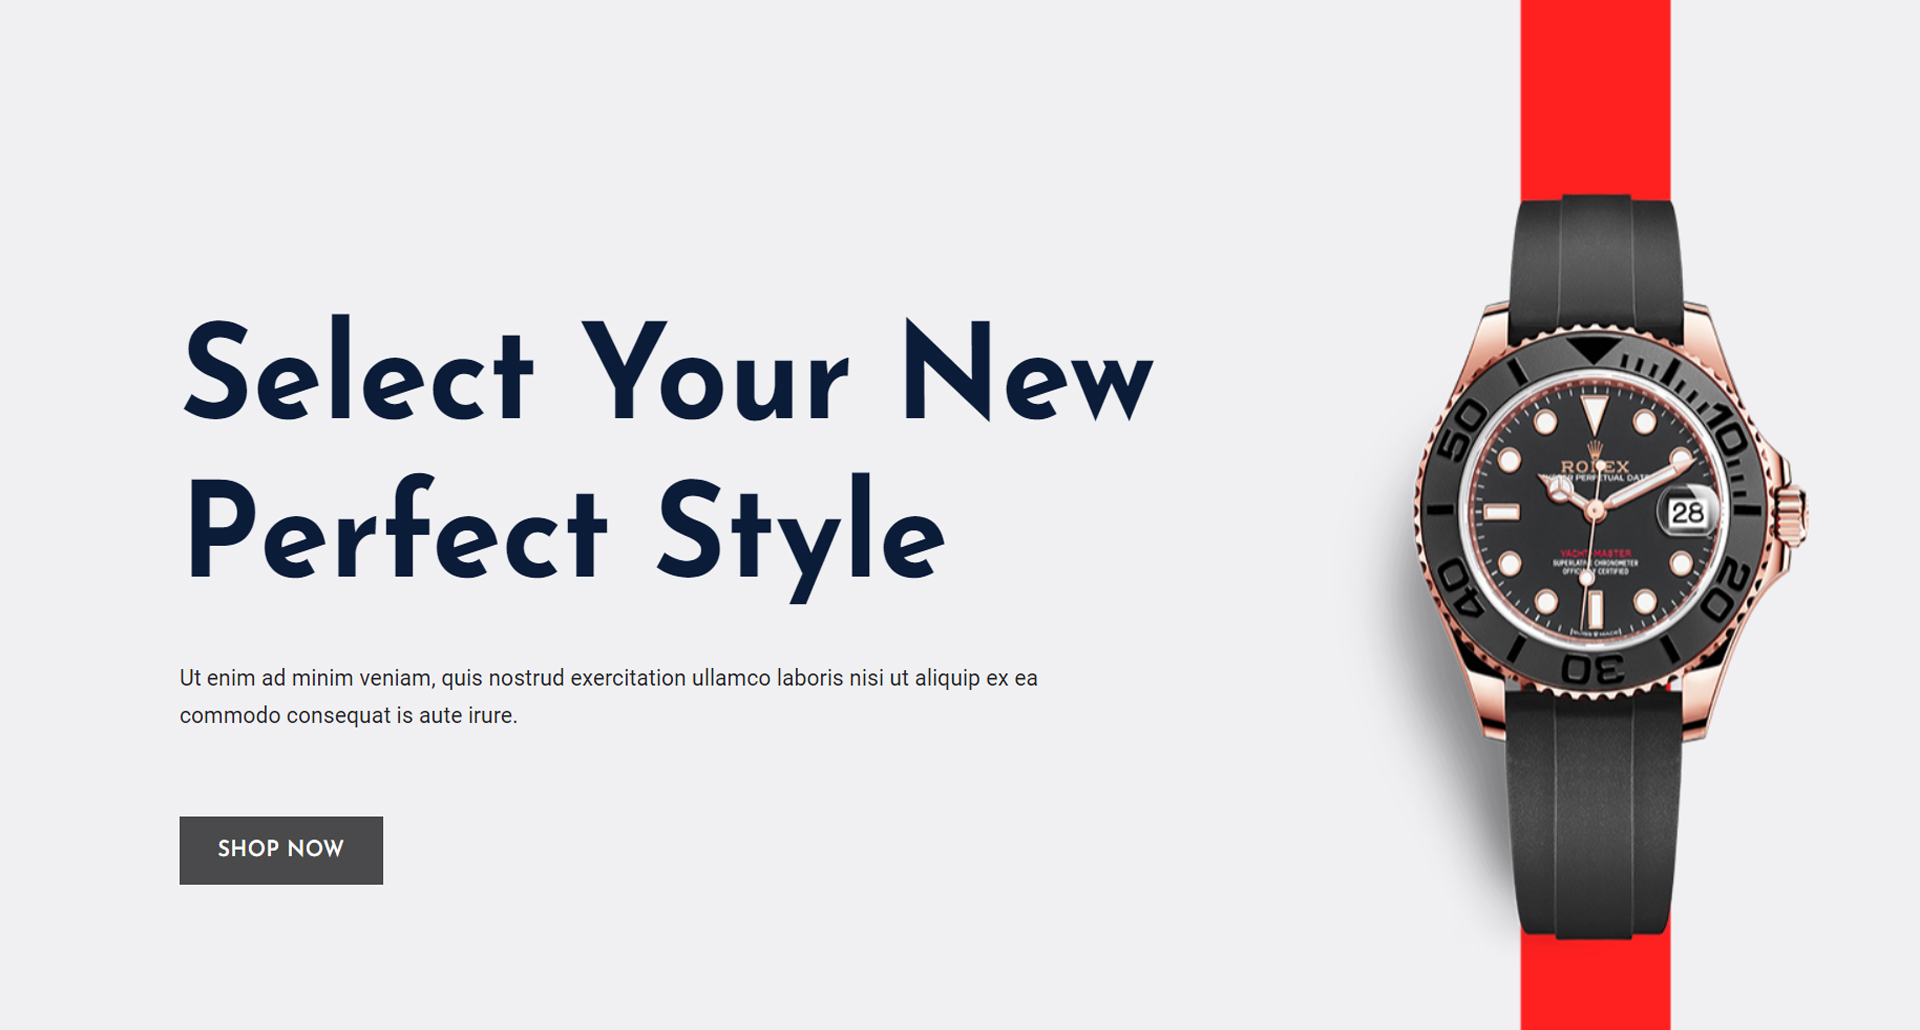 Select Your New
Perfect Style
Ut enim ad minim veniam, quis nostrud exercitation ullamco laboris nisi ut aliquip ex ea
commodo consequat is aute irure.
SHOP NOW
10
50
ROLEX
PERPETUAL DATE
28
YACHT-MASTER
SUPERLATIVE CHRONOMETER
OFFICIALLY CERTIFIED
40
20
30